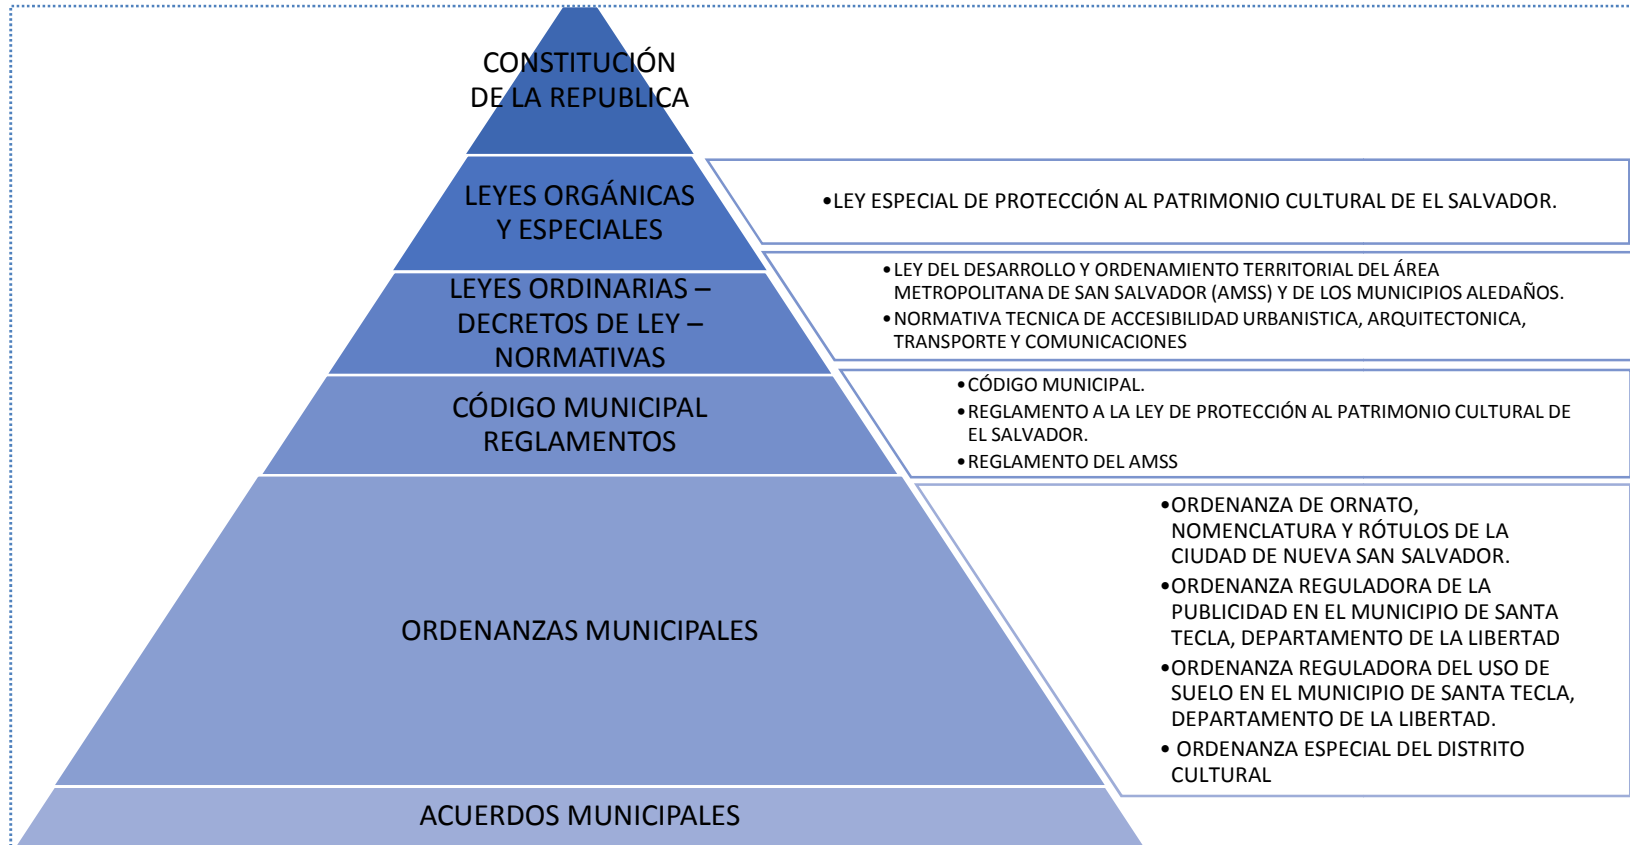 CONSTITUCIÓN
DE LA REPUBLICA
LEYES ORGÁNICAS
Y ESPECIALES
•LEY ESPECIAL DE PROTECCIÓN AL PATRIMONIO CULTURAL DE EL SALVADOR.
LEYES ORDINARIAS –
DECRETOS DE LEY –
NORMATIVAS
•LEY DEL DESARROLLO Y ORDENAMIENTO TERRITORIAL DEL ÁREA
METROPOLITANA DE SAN SALVADOR (AMSS) Y DE LOS MUNICIPIOS ALEDAÑOS.
•NORMATIVA TECNICA DE ACCESIBILIDAD URBANISTICA, ARQUITECTONICA,
TRANSPORTE Y COMUNICACIONES
CÓDIGO MUNICIPAL
REGLAMENTOS
•CÓDIGO MUNICIPAL.
•REGLAMENTO A LA LEY DE PROTECCIÓN AL PATRIMONIO CULTURAL DE
EL SALVADOR.
•REGLAMENTO DEL AMSS
ORDENANZAS MUNICIPALES
•ORDENANZA DE ORNATO,
NOMENCLATURA Y RÓTULOS DE LA
CIUDAD DE NUEVA SAN SALVADOR.
•ORDENANZA REGULADORA DE LA
PUBLICIDAD EN EL MUNICIPIO DE SANTA
TECLA, DEPARTAMENTO DE LA LIBERTAD
•ORDENANZA REGULADORA DEL USO DE
SUELO EN EL MUNICIPIO DE SANTA TECLA,
DEPARTAMENTO DE LA LIBERTAD.
• ORDENANZA ESPECIAL DEL DISTRITO
CULTURAL
ACUERDOS MUNICIPALES